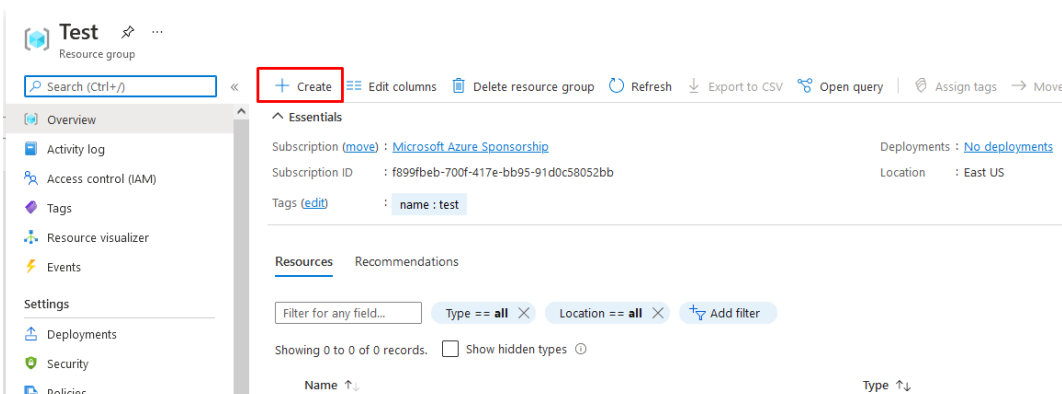 Test
Resource group
Search (Ctrl+/)
«
Create Edit columns Delete resource group Refresh Export to CSV Open query Assign tags Move
Overview
Activity log
Access control (IAM)
Tags
Resource visualizer
Events
Settings
Deployments
Security
Policies
Essentials
Subscription (move) : Microsoft Azure Sponsorship
Subscription ID : f899fbeb-700f-417e-bb95-91d0c58052bb
Tags (edit) : name : test
Deployments : No deployments
Location : East US
Resources Recommendations
Filter for any field... Type == all Location == all Add filter
Showing 0 to 0 of 0 records. Show hidden types
Name Type